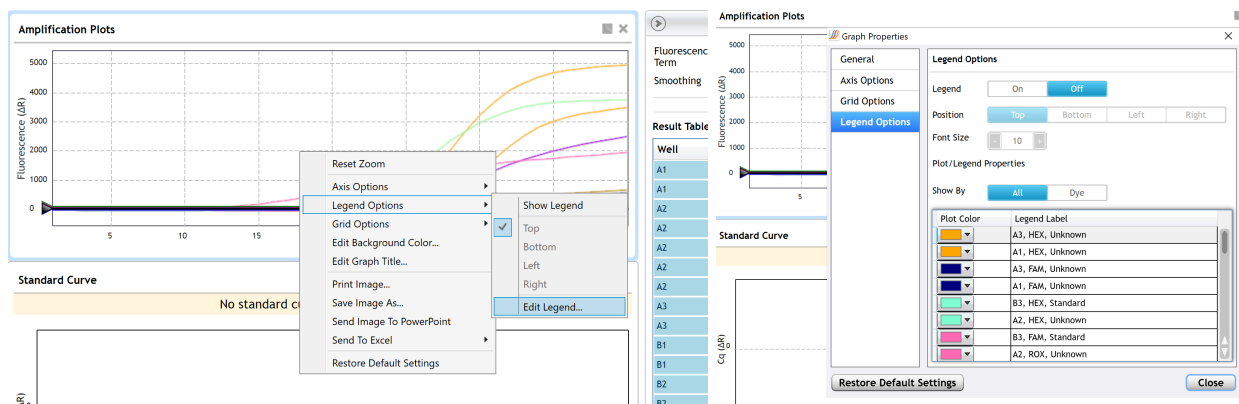 Amplification Plots
5000
4000
3000
2000
1000
0
Fluorescence (ΔR)
5
10
15
Reset Zoom
Axis Options
Legend Options
Grid Options
Edit Background Color...
Edit Graph Title...
Print Image...
Save Image As...
Send Image To PowerPoint
Send To Excel
Restore Default Settings
Show Legend
Top
Bottom
Left
Right
Edit Legend...
Standard Curve
No standard
Term
Smoothing
Result Table
Well
A1
A1
A2
A2
A2
A2
A2
A3
A3
B1
B1
B2
B2
Amplification Plots
5000
4000
3000
2000
1000
0
Fluorescence (ΔR)
5
Standard Curve
Cq (ΔR)
0
Graph Properties
General
Axis Options
Grid Options
Legend Options
Legend Options
Legend On Off
Position Top Bottom Left Right
Font Size - 10 +
Plot/Legend Properties
Show By All Dye
Plot Color Legend Label
A3, HEX, Unknown
A1, HEX, Unknown
A3, FAM, Unknown
A1, FAM, Unknown
B3, HEX, Standard
A2, HEX, Unknown
B3, FAM, Standard
A2, ROX, Unknown
Restore Default Settings Close